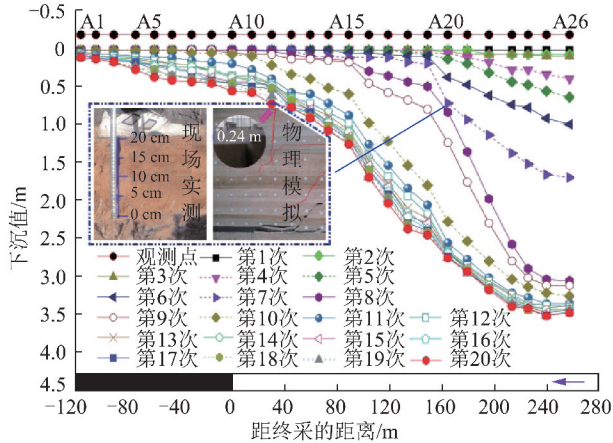 A1 A5 A10 A15 A20 A26
-0.5
0
0.5
1.0
1.5
2.0
2.5
3.0
3.5
4.0
4.5
下沉值/m
20 cm
15 cm
10 cm
5 cm
0 cm
现场实测
0.24 m
物理模拟
观测点 第1次 第2次
第3次 第4次 第5次
第6次 第7次 第8次
第9次 第10次 第11次 第12次
第13次 第14次 第15次 第16次
第17次 第18次 第19次 第20次
-120 -80 -40 0 40 80 120 160 200 240 280
距终采的距离/m